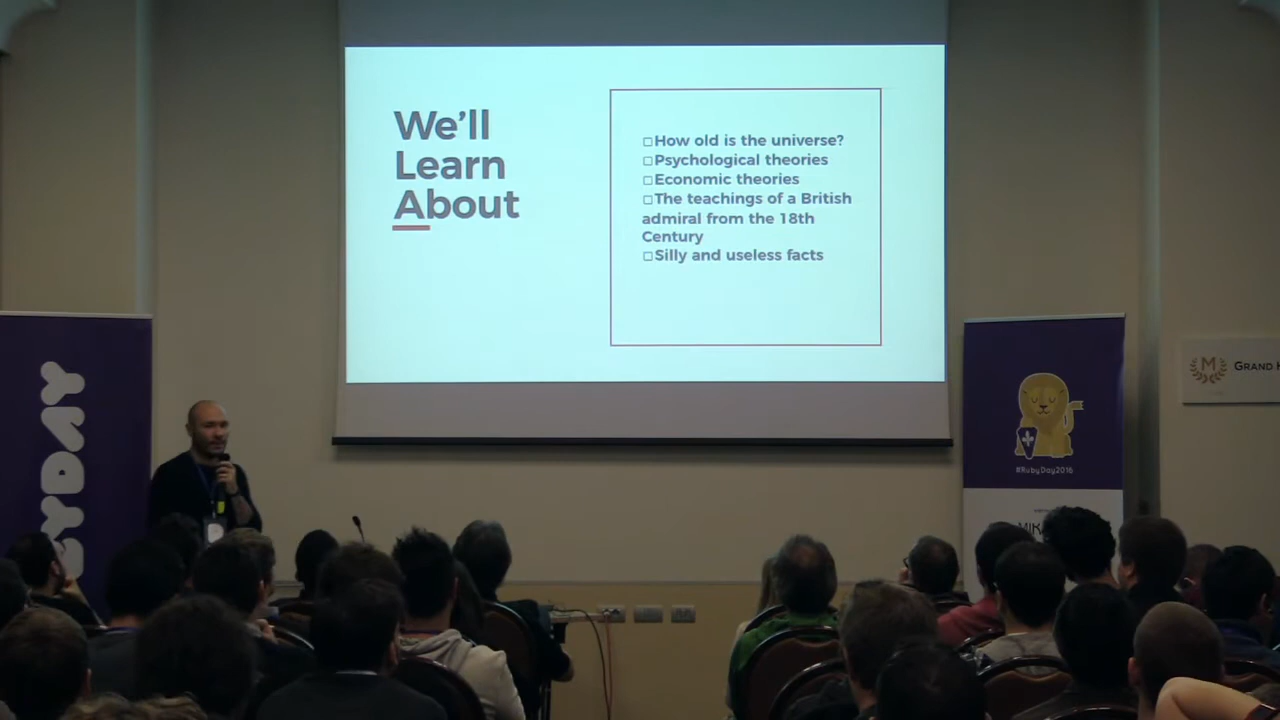 We'll
Learn
About
□How old is the universe?
□Psychological theories
□Economic theories
□The teachings of a British
admiral from the 18th
Century
□Silly and useless facts
YDAY
#RubyDay2016
M
GRAND